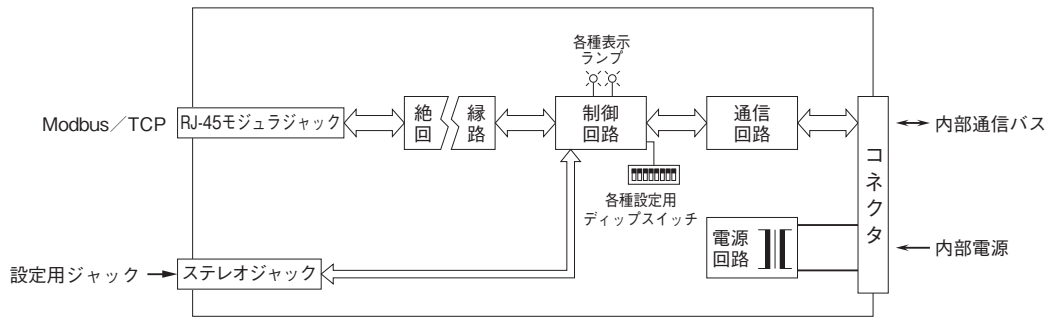 各種表示
ランプ
Modbus／TCP
RJ-45モジュラジャック
絶 縁
回 路
制御
回路
通信
回路
内部通信バス
コネクタ
各種設定用
ディップスイッチ
電源
回路
内部電源
設定用ジャック
ステレオジャック